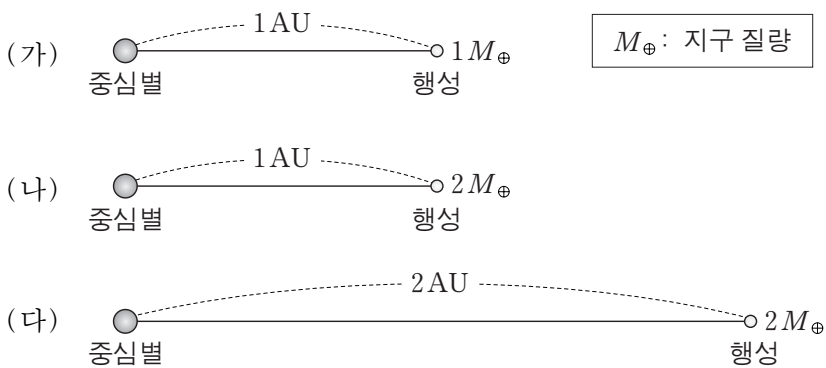 1AU
(가) 1M⊕ M⊕: 지구 질량
중심별 행성
1AU
(나) 2M⊕
중심별 행성
2AU
(다) 2M⊕
중심별 행성